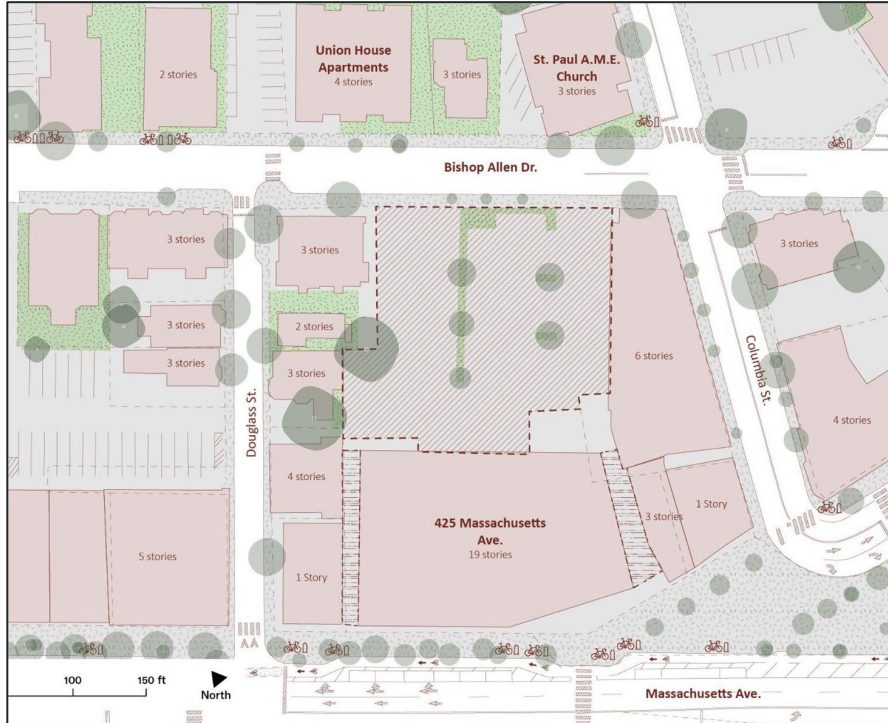 2 stories
Union House
Apartments
4 stories
3 stories
St. Paul A.M.E.
Church
3 stories
Bishop Allen Dr.
3 stories
3 stories
3 stories
3 stories
2 stories
3 stories
3 stories
6 stories
Columbia St.
4 stories
Douglass St.
4 stories
425 Massachusetts
Ave.
19 stories
3 stories
1 Story
5 stories
1 Story
100
150 ft
North
Massachusetts Ave.